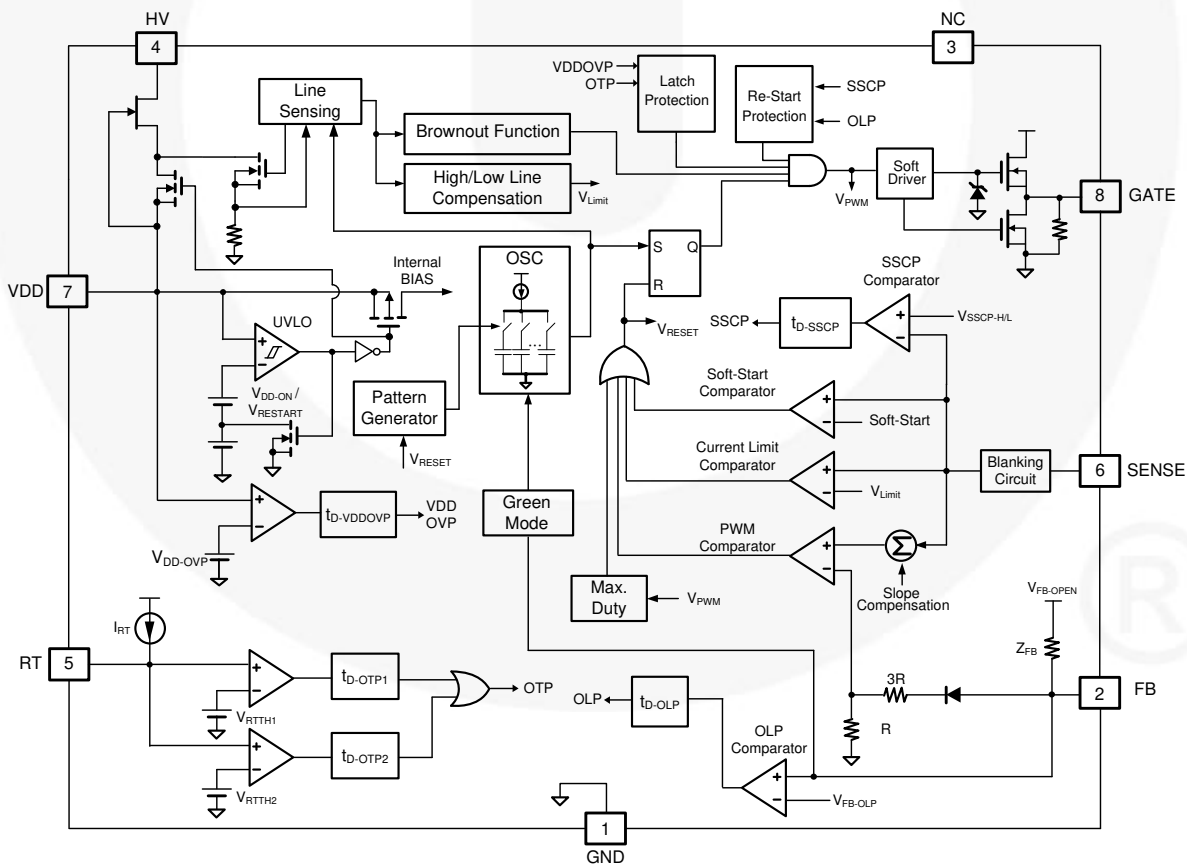 HV
4
NC
3
VDDOVP
OTP
Latch
Protection
Re-Start
Protection
SSCP
OLP
Line
Sensing
Brownout Function
High/Low Line
Compensation
VLimit
VPWM
Soft
Driver
8
GATE
VDD
7
Internal
BIAS
OSC
...
S
Q
R
SSCP
Comparator
UVLO
+
−
VDD-ON /
VRESTART
Pattern
Generator
VRESET
VRESET
SSCP
tD-SSCP
+
−
VSSCP-H/L
Soft-Start
Comparator
+
−
Soft-Start
Current Limit
Comparator
+
−
VLimit
Blanking
Circuit
6
SENSE
+
−
tD-VDDOVP
VDD
OVP
VDD-OVP
Green
Mode
PWM
Comparator
+
−
Σ
Slope
Compensation
Max.
Duty
VPWM
VFB-OPEN
ZFB
®
IRT
RT
5
+
−
tD-OTP1
VRTTH1
OTP
+
−
tD-OTP2
VRTTH2
3R
R
2
FB
OLP
tD-OLP
OLP
Comparator
+
−
VFB-OLP
1
GND